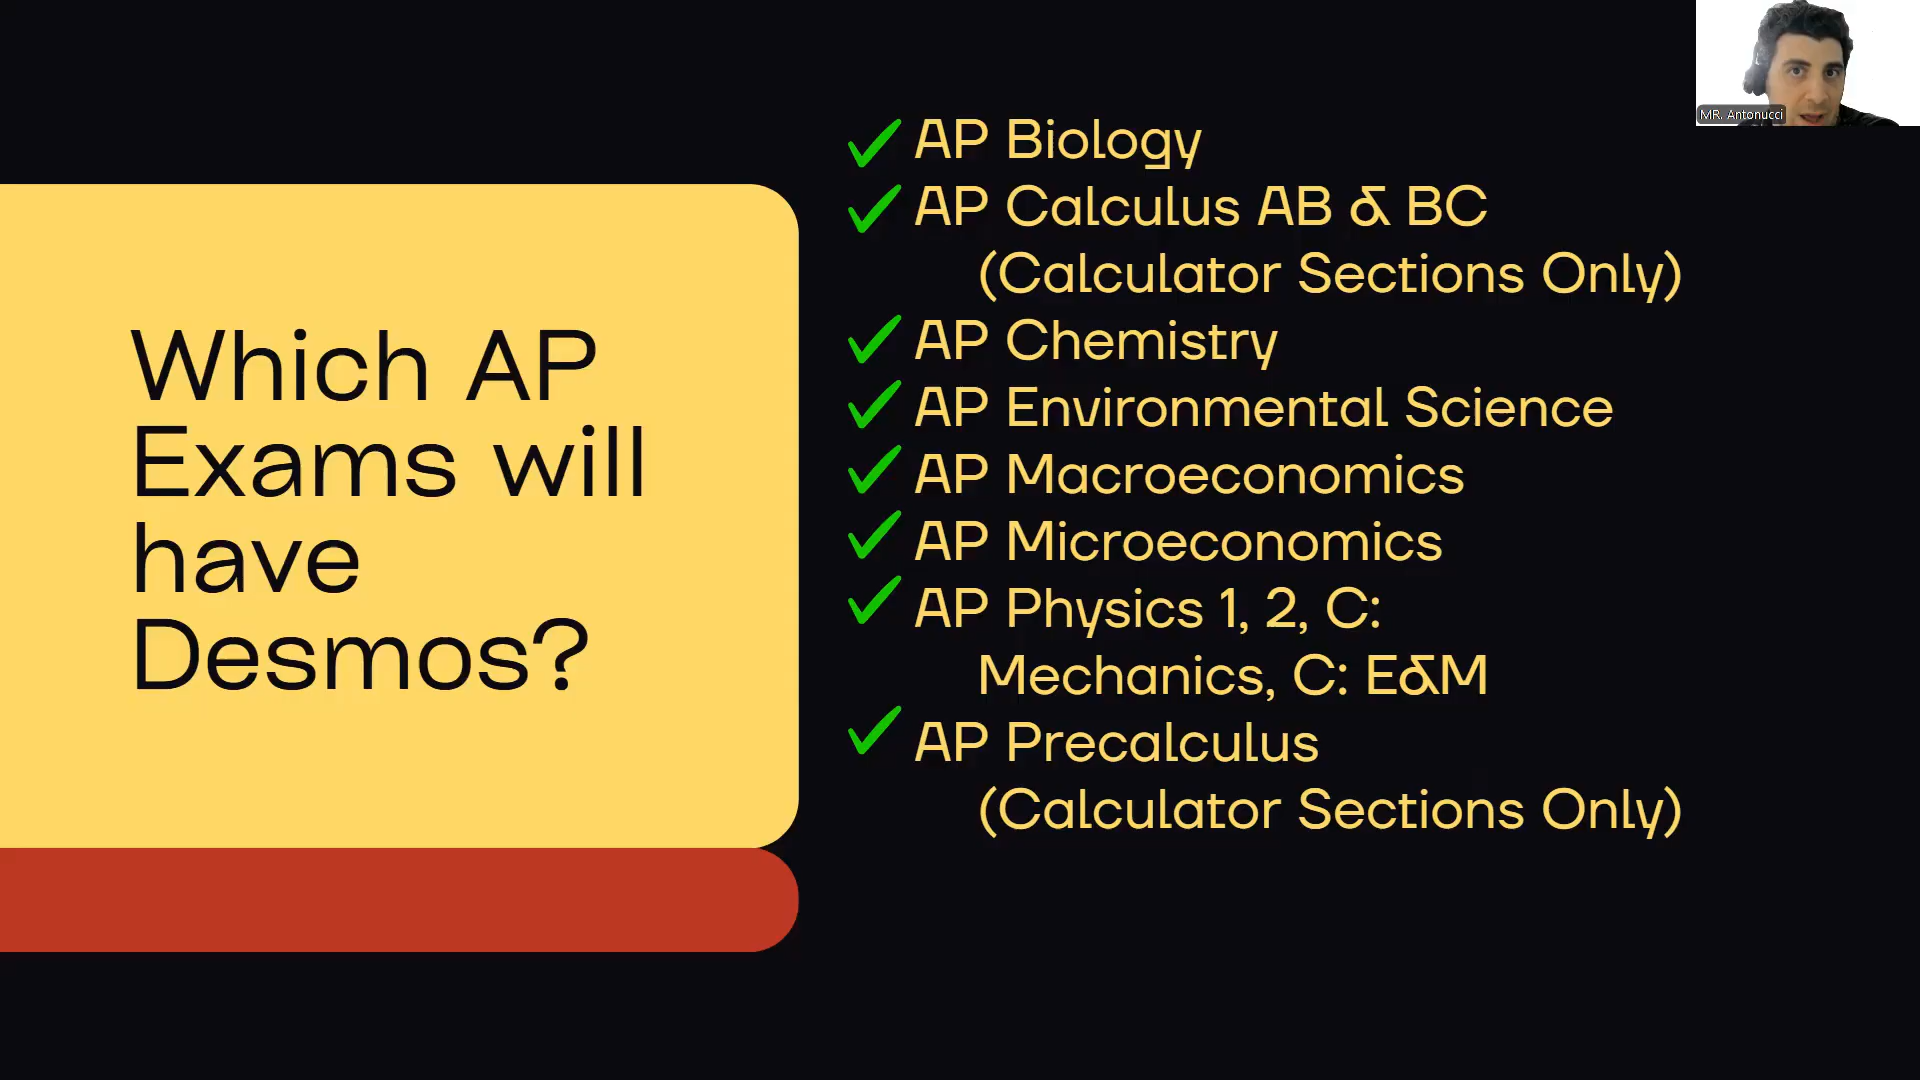 Which AP
Exams will
have
Desmos?
AP Biology
AP Calculus AB & BC
(Calculator Sections Only)
AP Chemistry
AP Environmental Science
AP Macroeconomics
AP Microeconomics
AP Physics 1, 2, C:
Mechanics, C: E&M
AP Precalculus
(Calculator Sections Only)
MR. Antonucci